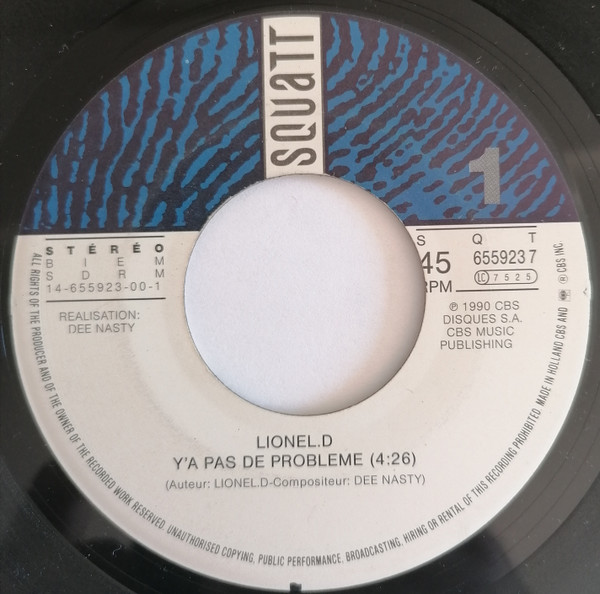 SQUATT
1
STÉRÉO
BIEM
SDRM
14-655923-00-1
REALISATION:
DEE NASTY
S Q T
45 6559237
RPM LC 7525
℗ 1990 CBS
DISQUES S.A.
CBS MUSIC
PUBLISHING
LIONEL.D
Y'A PAS DE PROBLEME (4:26)
(Auteur: LIONEL.D-Compositeur: DEE NASTY)
ALL RIGHTS OF THE PRODUCER AND OF THE OWNER OF THE RECORDED WORK RESERVED. UNAUTHORISED COPYING, PUBLIC PERFORMANCE, BROADCASTING, HIRING OR RENTAL OF THIS RECORDING PROHIBITED. MADE IN HOLLAND CBS AND ® CBS INC